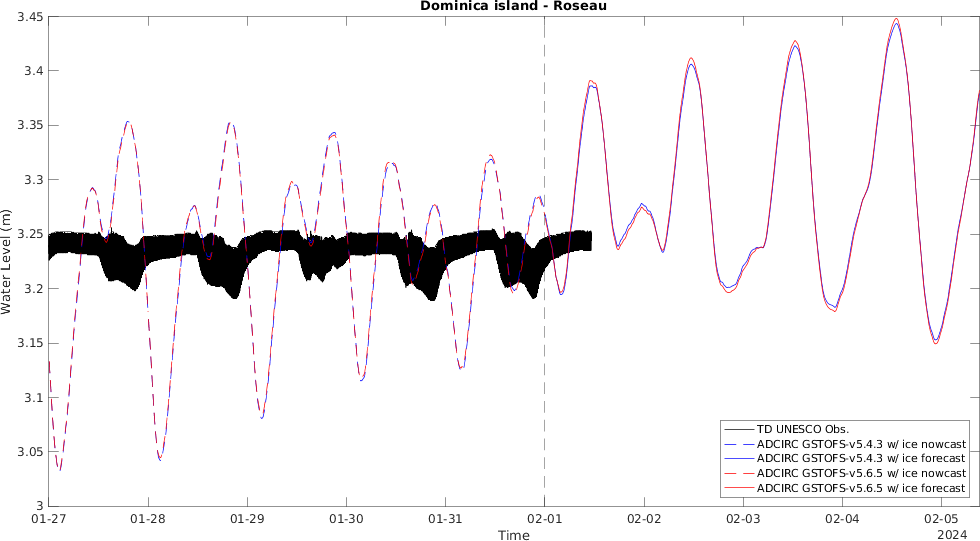 Dominica island - Roseau
3.45
3.4
3.35
3.3
3.25
3.2
3.15
3.1
3.05
3
Water Level (m)
01-27 01-28 01-29 01-30 01-31 02-01 02-02 02-03 02-04 02-05
Time
2024
TD UNESCO Obs.
ADCIRC GSTOFS-v5.4.3 w/ ice nowcast
ADCIRC GSTOFS-v5.4.3 w/ ice forecast
ADCIRC GSTOFS-v5.6.5 w/ ice nowcast
ADCIRC GSTOFS-v5.6.5 w/ ice forecast